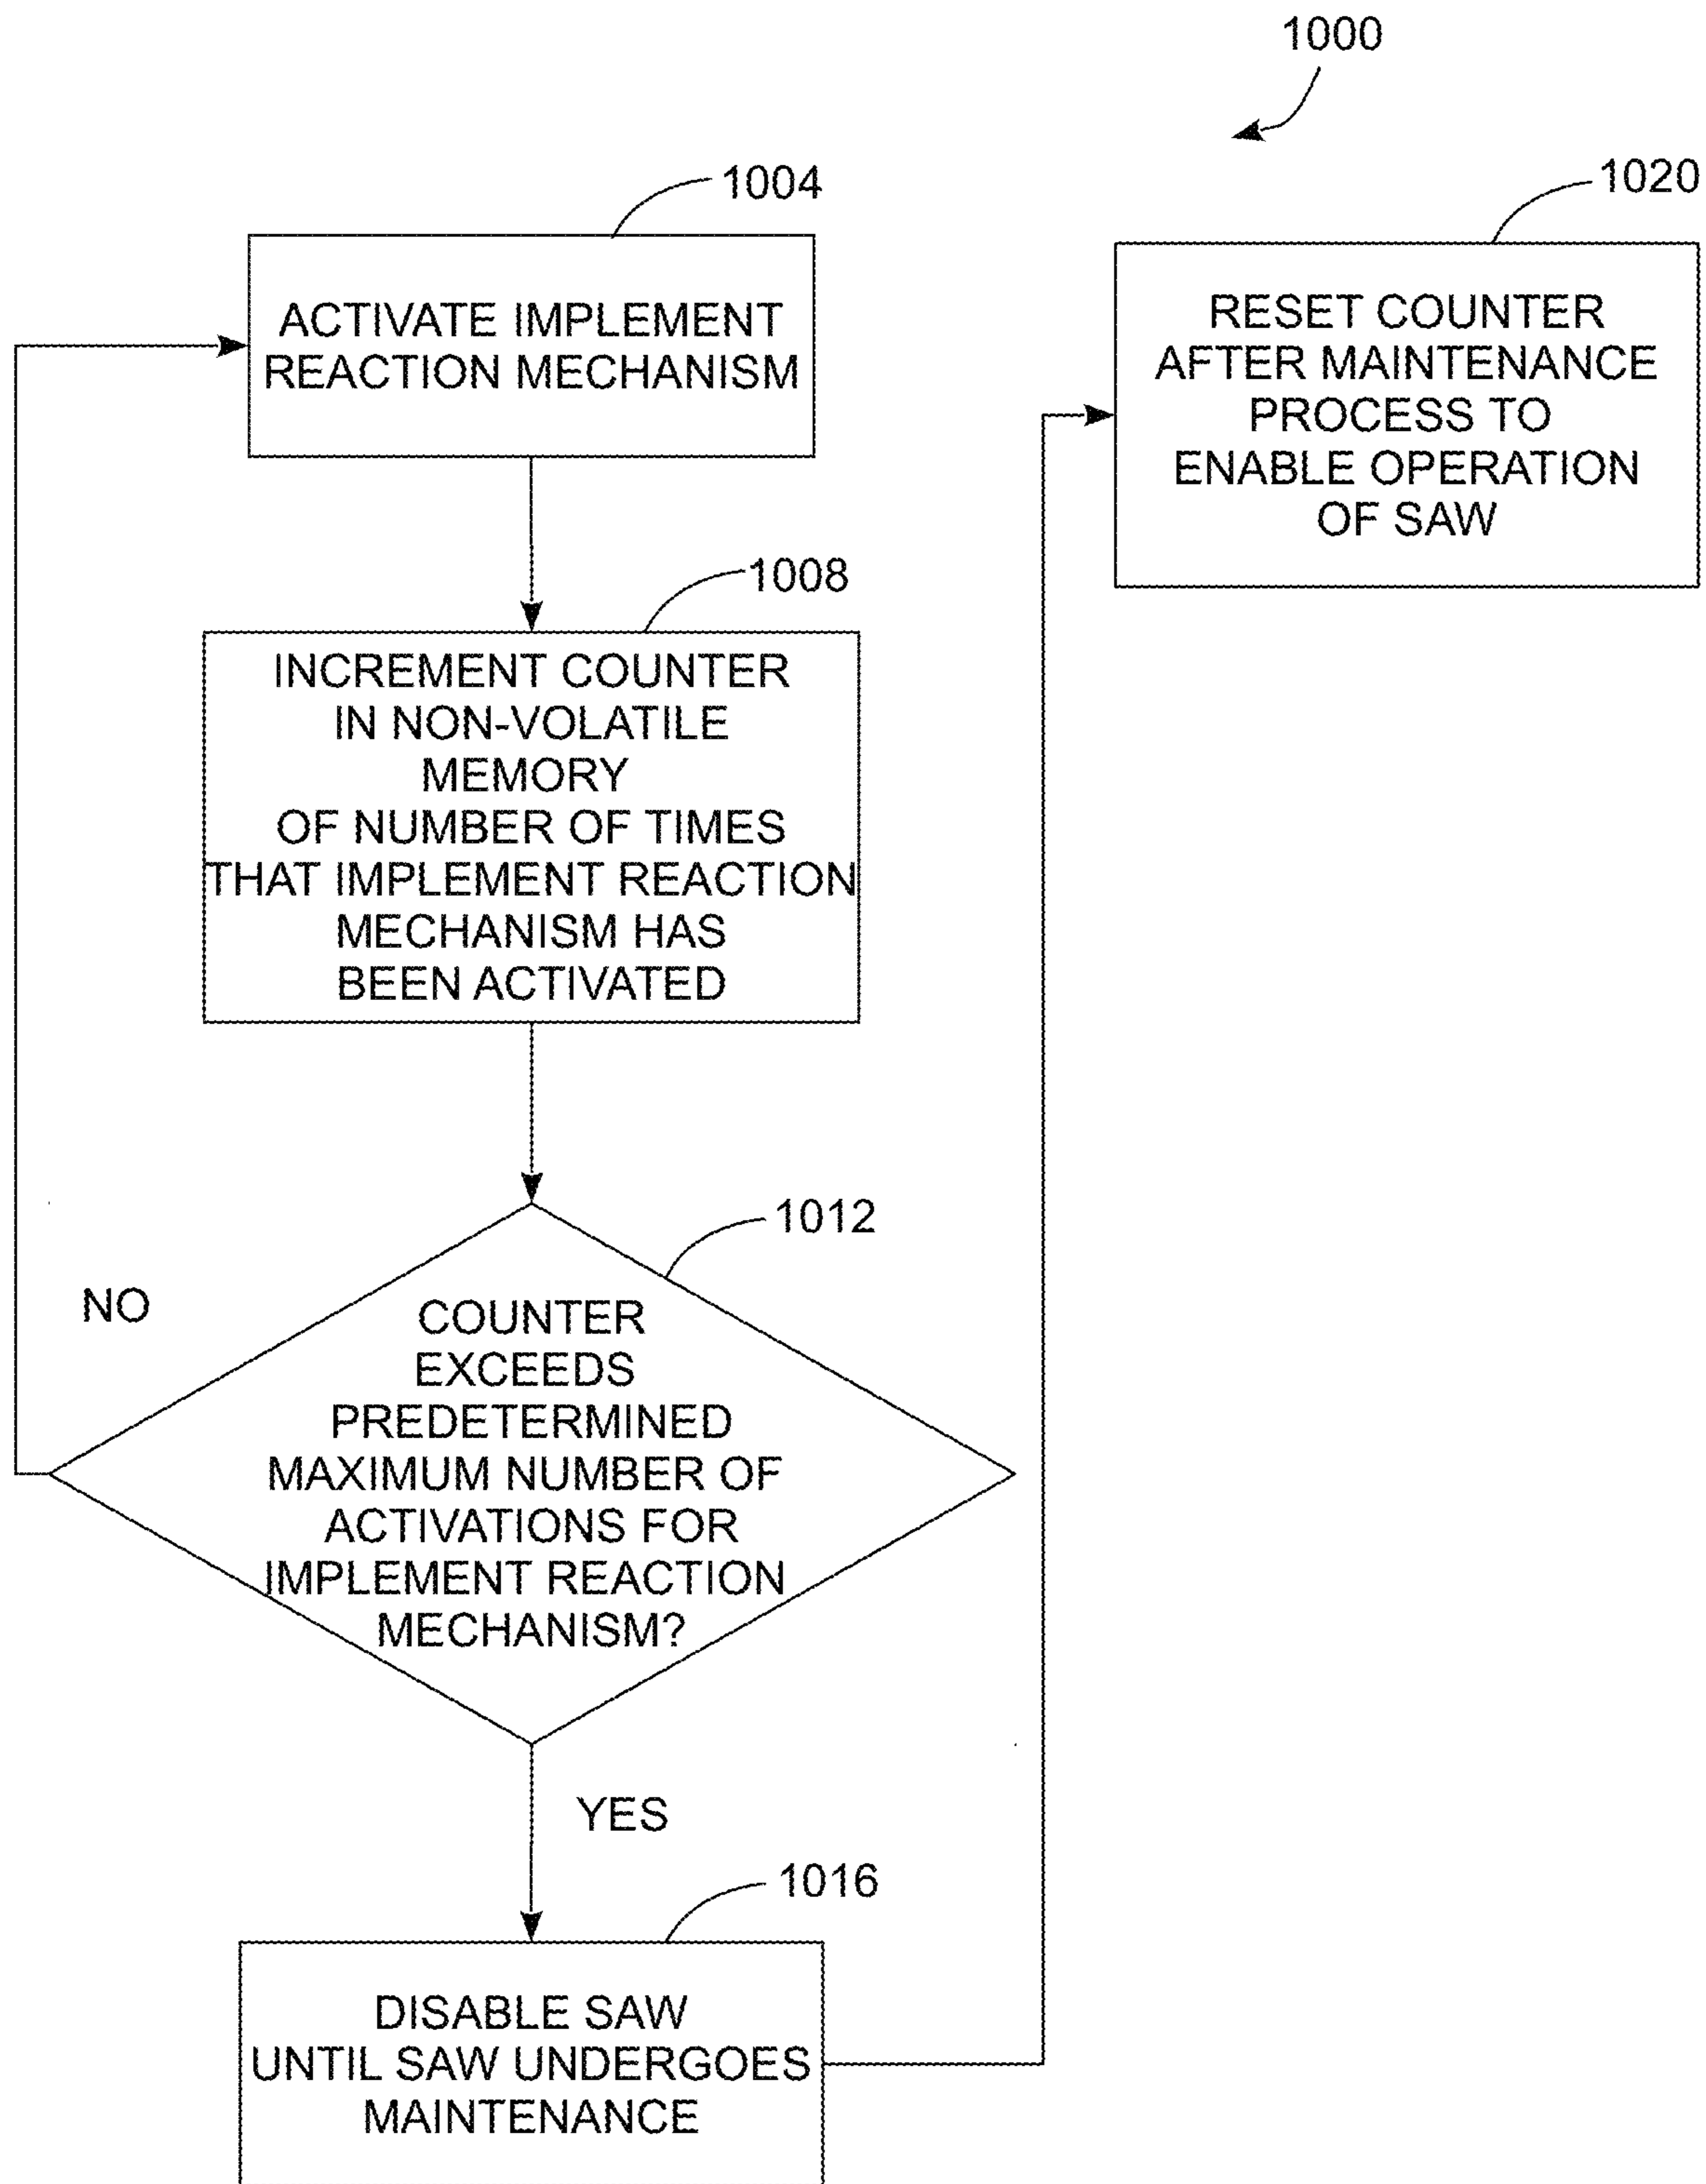 1000
1004
ACTIVATE IMPLEMENT
REACTION MECHANISM
1008
INCREMENT COUNTER
IN NON-VOLATILE
MEMORY
OF NUMBER OF TIMES
THAT IMPLEMENT REACTION
MECHANISM HAS
BEEN ACTIVATED
1012
COUNTER
EXCEEDS
PREDETERMINED
MAXIMUM NUMBER OF
ACTIVATIONS FOR
IMPLEMENT REACTION
MECHANISM?
NO
YES
1016
DISABLE SAW
UNTIL SAW UNDERGOES
MAINTENANCE
1020
RESET COUNTER
AFTER MAINTENANCE
PROCESS TO
ENABLE OPERATION
OF SAW